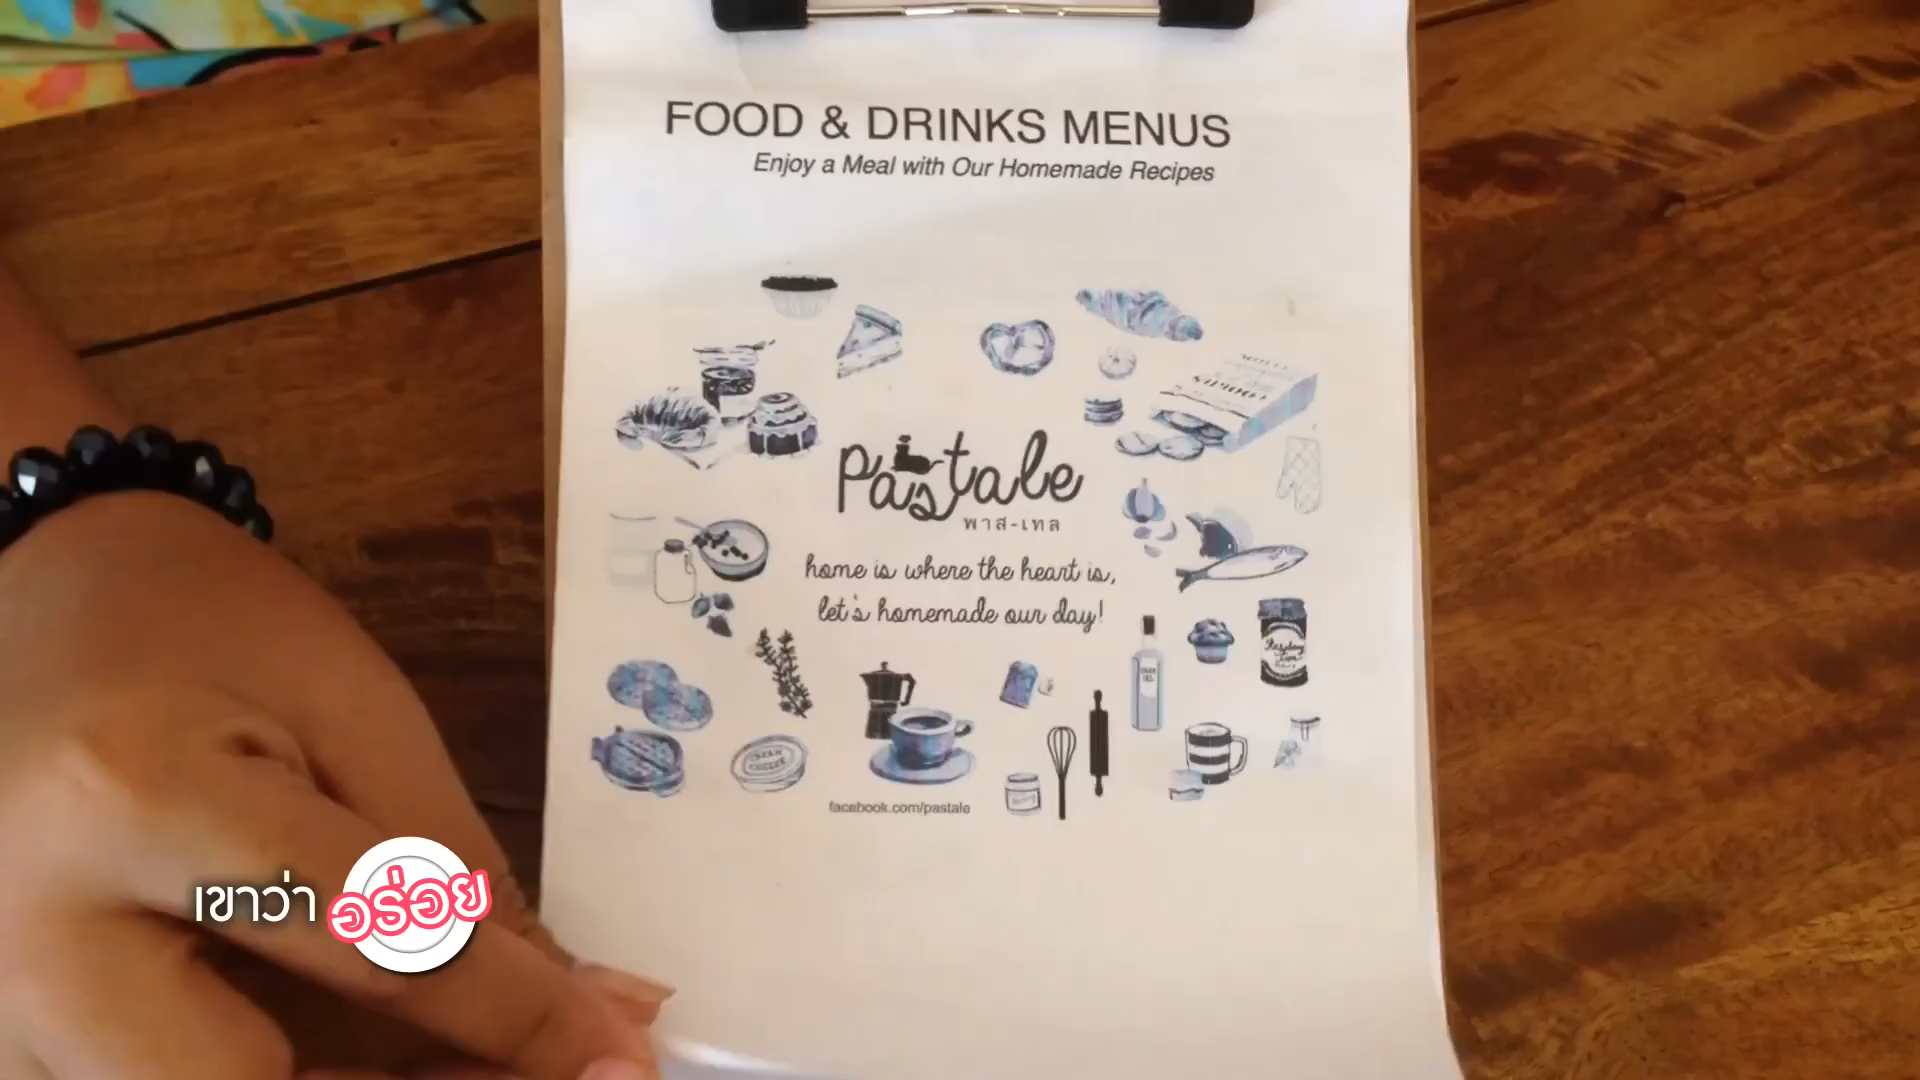 FOOD & DRINKS MENUS
Enjoy a Meal with Our Homemade Recipes
Pastale
พาส-เทล
home is where the heart is,
let's homemade our day!
CREAM
CHEESE
facebook.com/pastale
เขาว่า
อร่อย